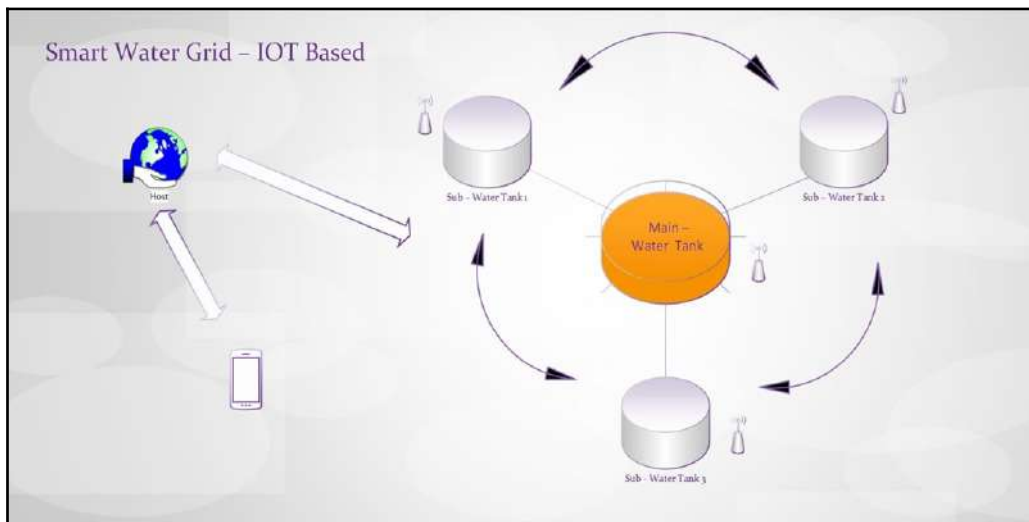 Smart Water Grid – IOT Based
Host
Sub – Water Tank 1
Sub – Water Tank 2
Main –
Water Tank
Sub - Water Tank 3